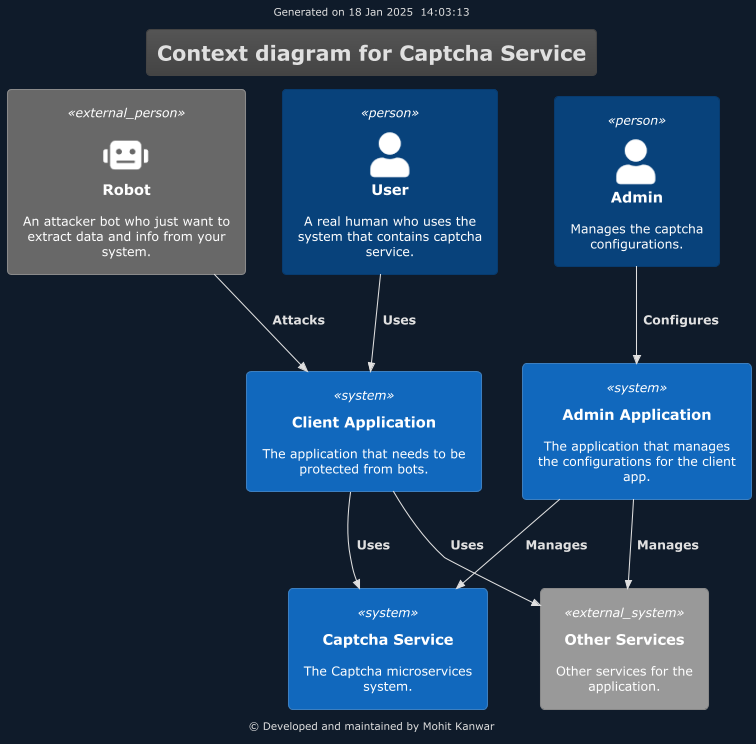 Generated on 18 Jan 2025  14:03:13
Context diagram for Captcha Service
«external_person»
Robot
An attacker bot who just want to
extract data and info from your
system.
«person»
User
A real human who uses the
system that contains captcha
service.
«person»
Admin
Manages the captcha
configurations.
Attacks
Uses
Configures
«system»
Client Application
The application that needs to be
protected from bots.
«system»
Admin Application
The application that manages
the configurations for the client
app.
Uses
Uses
Manages
Manages
«system»
Captcha Service
The Captcha microservices
system.
«external_system»
Other Services
Other services for the
application.
© Developed and maintained by Mohit Kanwar